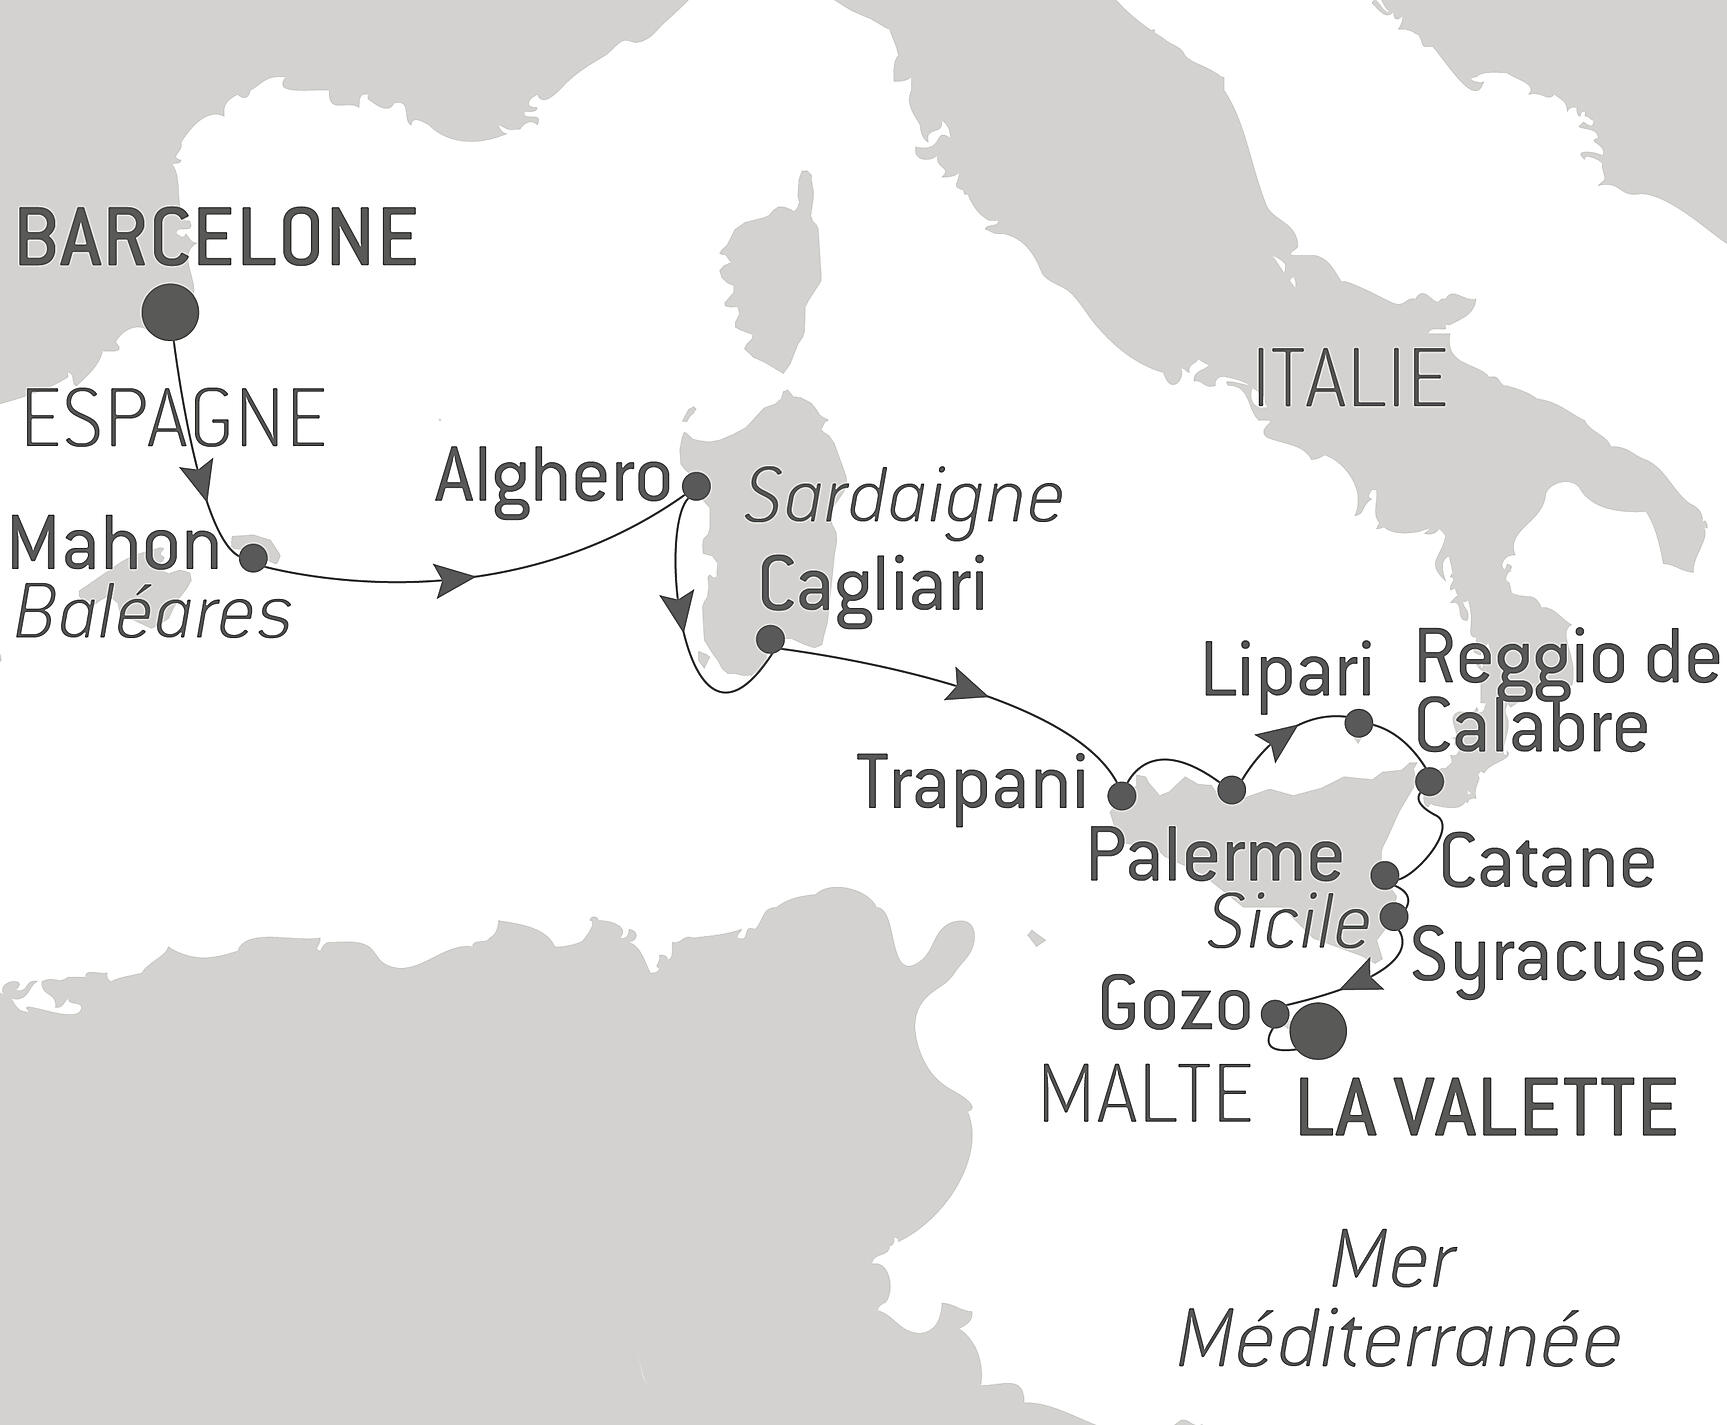 BARCELONE
ITALIE
ESPAGNE
Alghero
Sardaigne
Mahon
Cagliari
Baléares
Lipari
Reggio de
Calabre
Trapani
Palerme
Catane
Sicile
Syracuse
Gozo
MALTE
LA VALETTE
Mer
Méditerranée